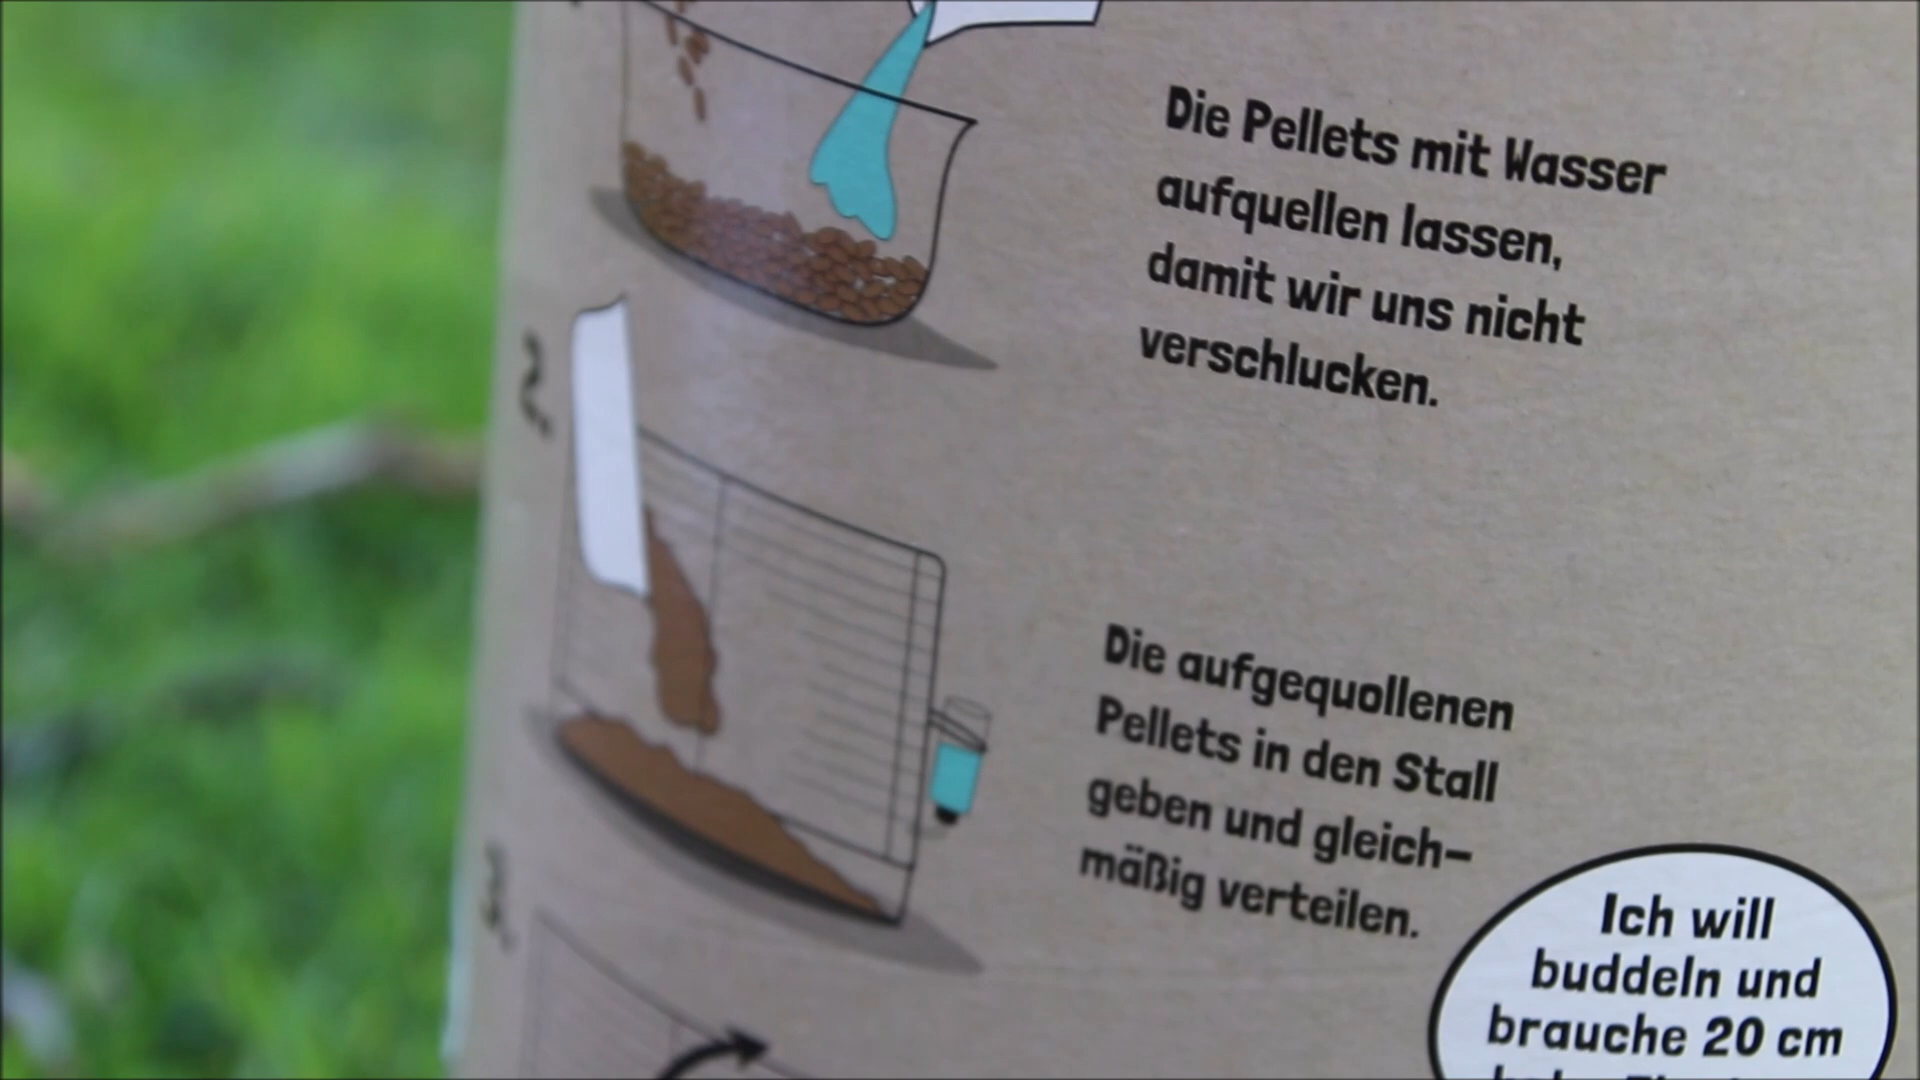 Die Pellets mit Wasser
aufquellen lassen,
damit wir uns nicht
verschlucken.
2.
Die aufgequollenen
Pellets in den Stall
geben und gleich-
mäßig verteilen.
3.
Ich will
buddeln und
brauche 20 cm